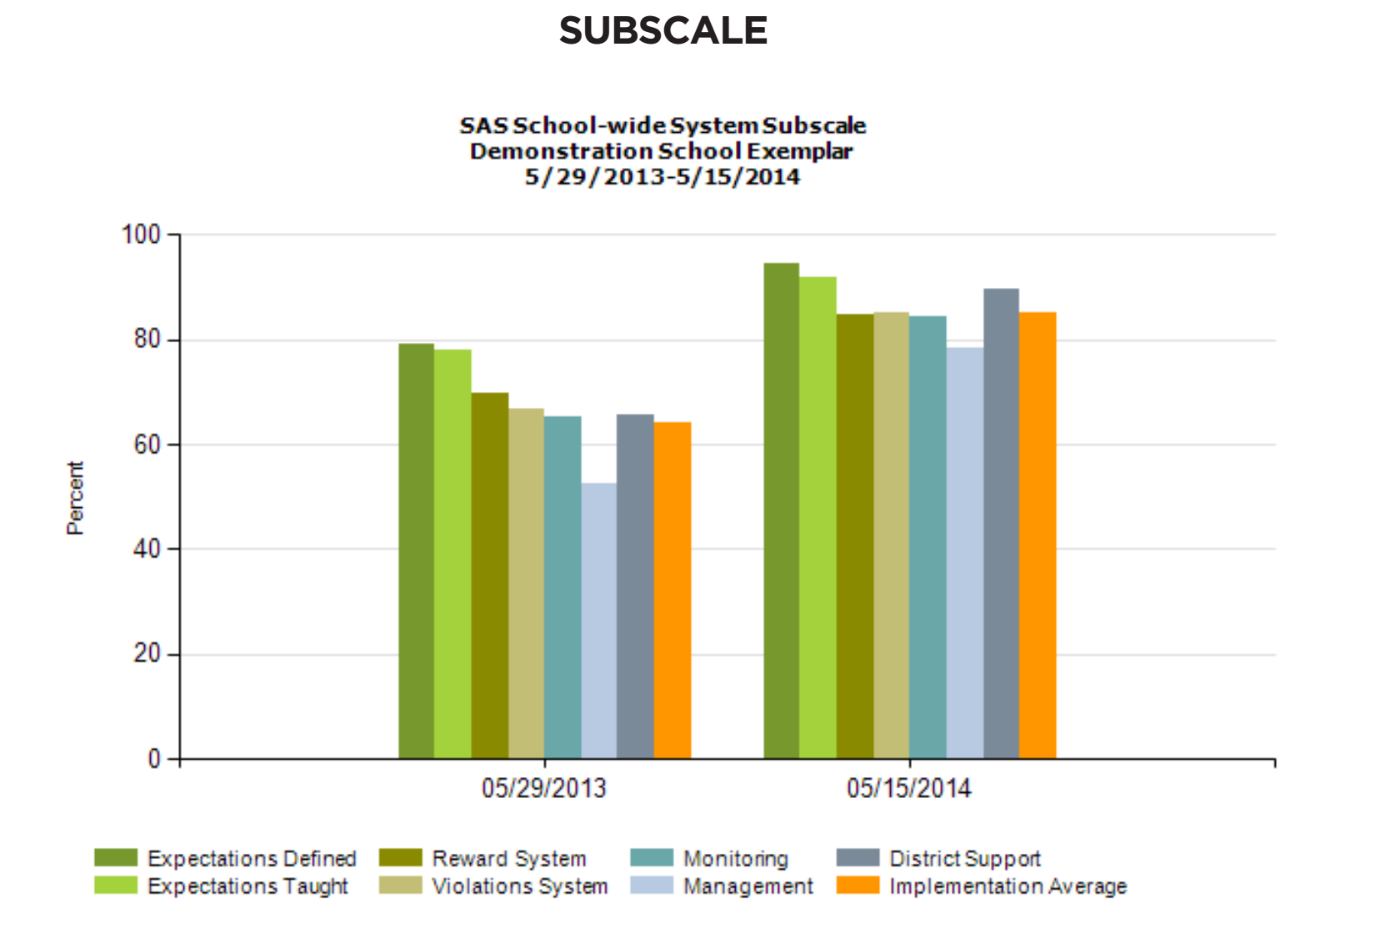 SUBSCALE
SAS School-wide System Subscale
Demonstration School Exemplar
5/29/2013-5/15/2014
100
80
60
40
20
0
Percent
05/29/2013
05/15/2014
Expectations Defined
Reward System
Monitoring
District Support
Expectations Taught
Violations System
Management
Implementation Average